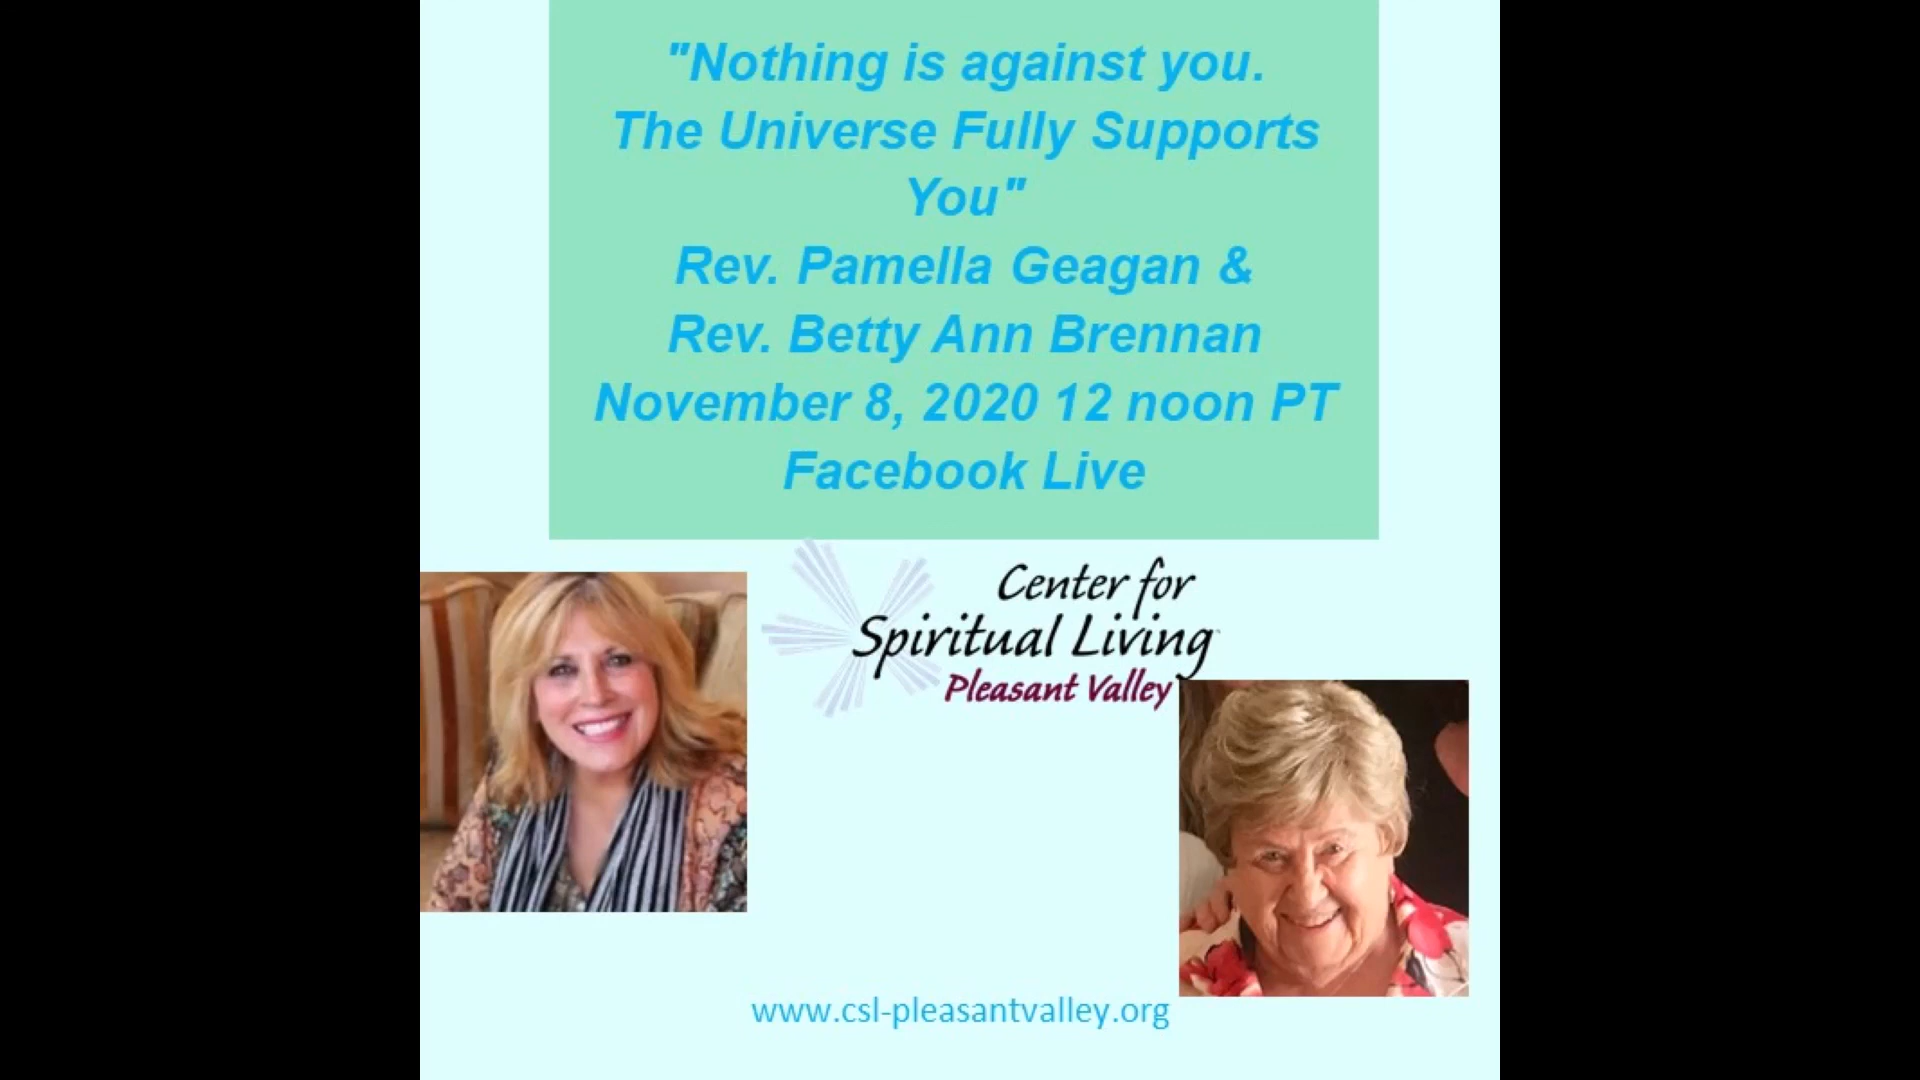 "Nothing is against you.
The Universe Fully Supports
You"
Rev. Pamella Geagan &
Rev. Betty Ann Brennan
November 8, 2020 12 noon PT
Facebook Live
Center for
Spiritual Living
Pleasant Valley
www.csl-pleasantvalley.org